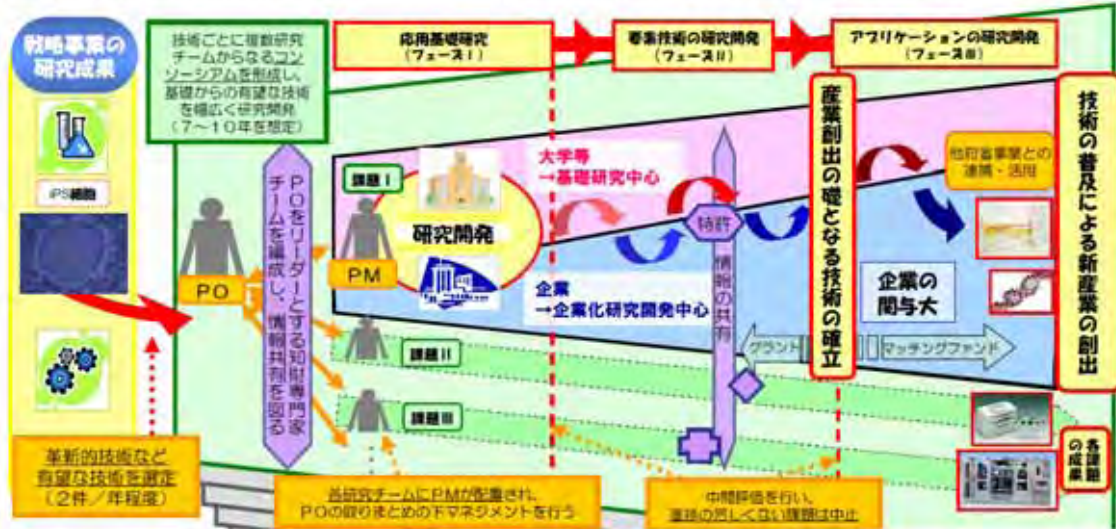 戦略事業の
研究成果
iPS細胞
革新的技術など
有望な技術を選定
(2件/年程度)
技術ごとに複数研究
チームからなるコン
ソーシアムを形成し、
基礎からの有望な技術
を幅広く研究開発
(7~10年を想定)
PO
POをリーダーとする知財専門家
チームを編成し、情報共有を図る
応用基礎研究
(フェーズI)
要素技術の研究開発
(フェーズII)
アプリケーションの研究開発
(フェーズIII)
課題I
PM
研究開発
大学等
→基礎研究中心
企業
→企業化研究開発中心
課題II
課題III
特許
情報の共有
産業創出の礎となる技術の確立
他府省事業との
連携・活用
企業の
関与大
グラント
マッチングファンド
技術の普及による新産業の創出
各課題
の成果
各研究チームにPMが配置され、
POの取りまとめの下マネジメントを行う
中間評価を行い、
進捗の芳しくない課題は中止